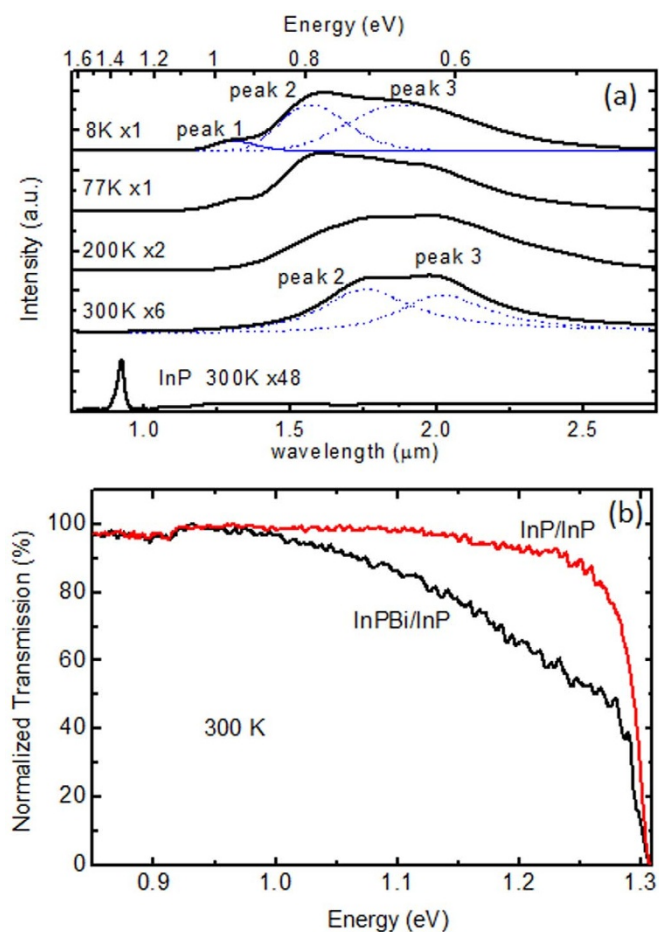 Energy (eV)
1.6 1.4 1.2 1 0.8 0.6
(a)
peak 2
peak 3
8K x1
peak 1
77K x1
200K x2
peak 2
peak 3
300K x6
InP 300K x48
Intensity (a.u.)
1.0 1.5 2.0 2.5
wavelength (μm)
(b)
100
80
60
40
20
0
InP/InP
InPBi/InP
300 K
Normalized Transmission (%)
0.9 1.0 1.1 1.2 1.3
Energy (eV)